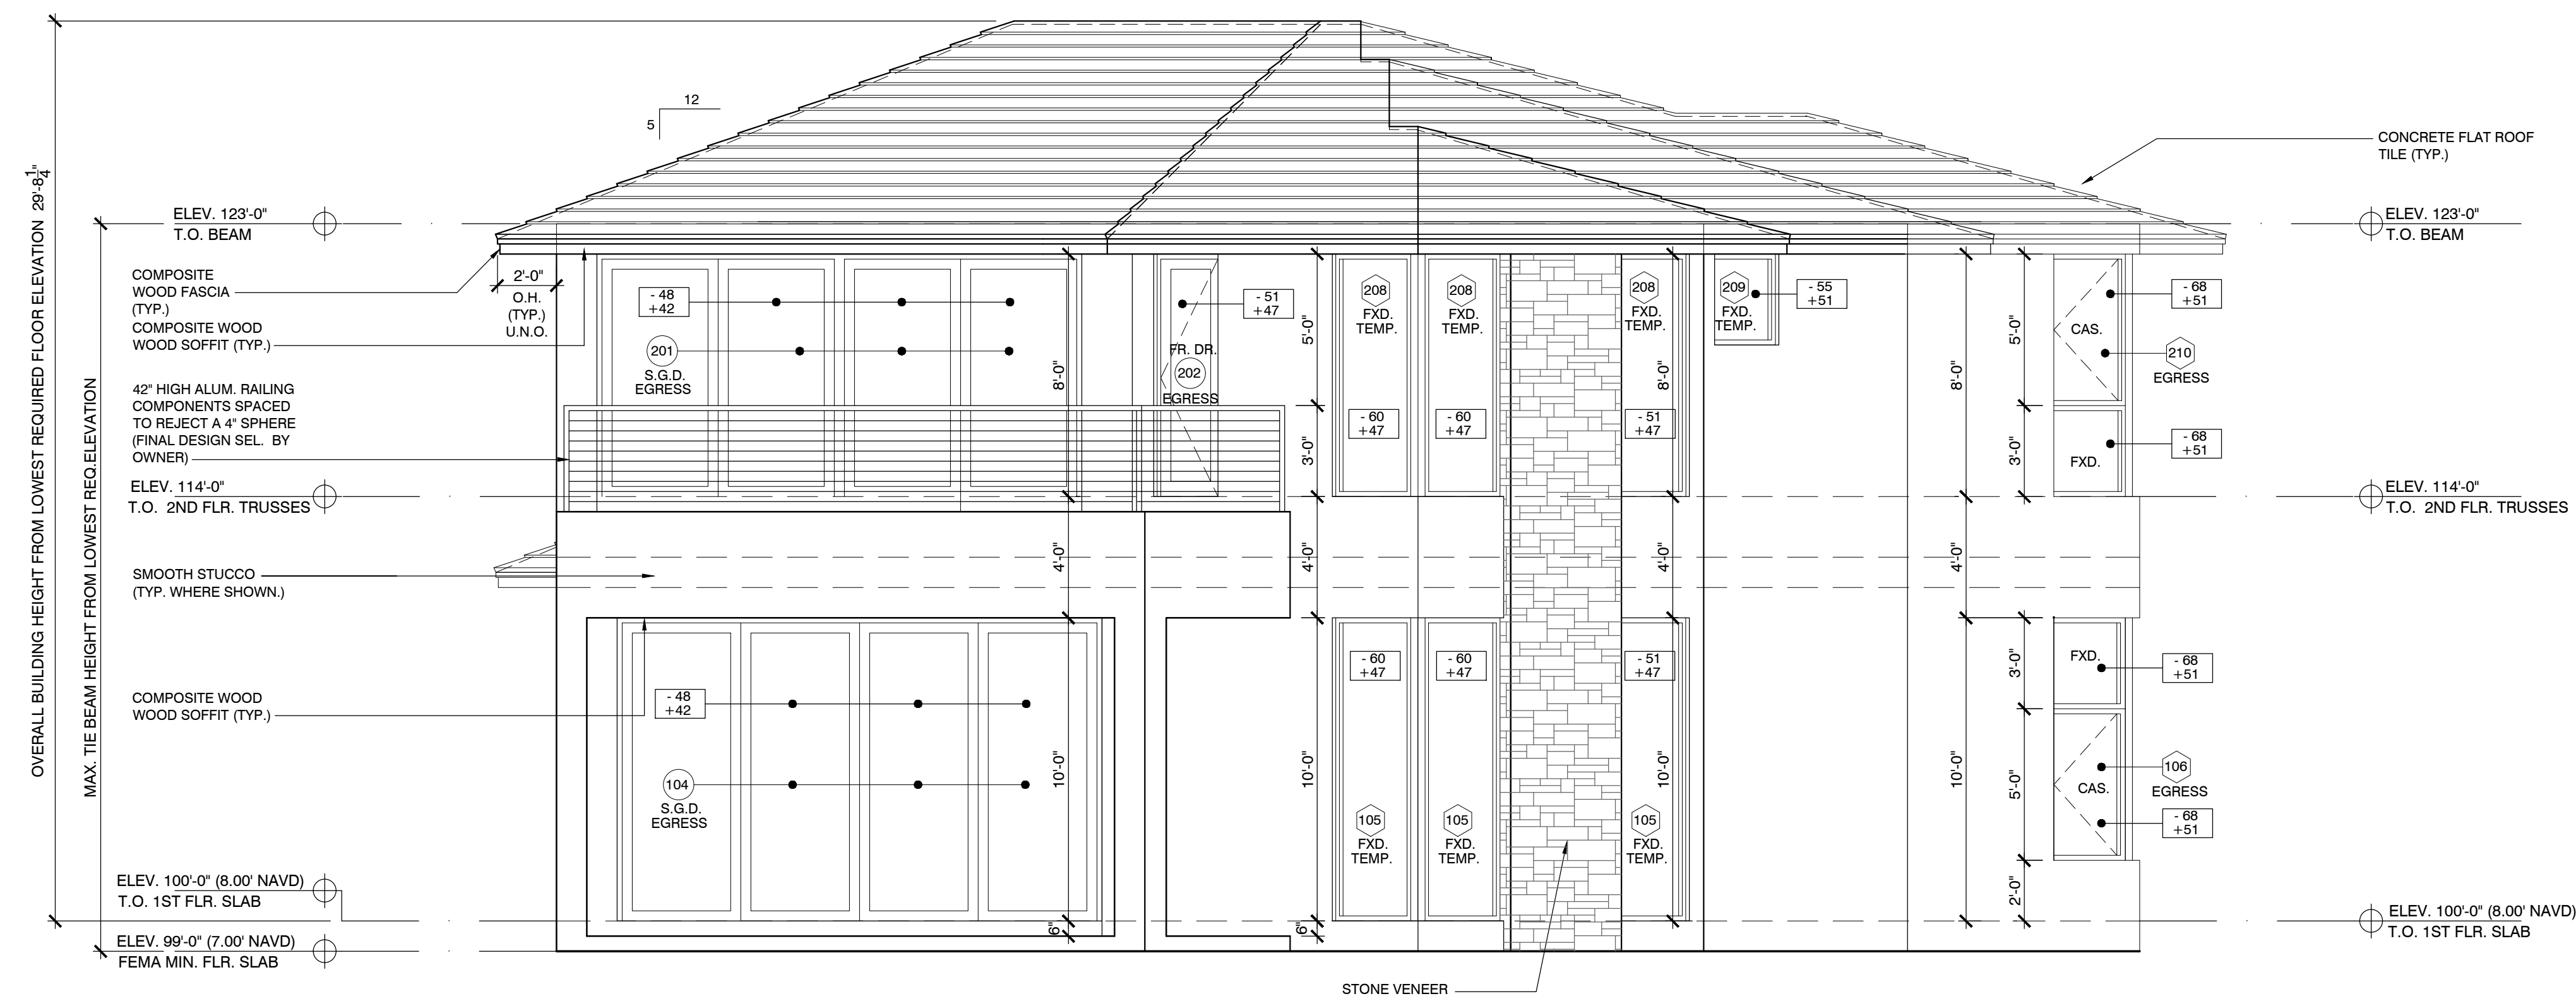 OVERALL BUILDING HEIGHT FROM LOWEST REQUIRED FLOOR ELEVATION 29'-8 1/4"
MAX. TIE BEAM HEIGHT FROM LOWEST REQ.ELEVATION
12
5
CONCRETE FLAT ROOF
TILE (TYP.)
ELEV. 123'-0"
T.O. BEAM
ELEV. 123'-0"
T.O. BEAM
COMPOSITE
WOOD FASCIA
(TYP.)
COMPOSITE WOOD
WOOD SOFFIT (TYP.)
2'-0"
O.H.
(TYP.)
U.N.O.
42" HIGH ALUM. RAILING
COMPONENTS SPACED
TO REJECT A 4" SPHERE
(FINAL DESIGN SEL. BY
OWNER)
ELEV. 114'-0"
T.O. 2ND FLR. TRUSSES
SMOOTH STUCCO
(TYP. WHERE SHOWN.)
COMPOSITE WOOD
WOOD SOFFIT (TYP.)
ELEV. 100'-0" (8.00' NAVD)
T.O. 1ST FLR. SLAB
ELEV. 99'-0" (7.00' NAVD)
FEMA MIN. FLR. SLAB
- 48
+42
201
S.G.D.
EGRESS
8'-0"
- 51
+47
FR. DR.
202
EGRESS
5'-0"
3'-0"
208
FXD.
TEMP.
208
FXD.
TEMP.
208
FXD.
TEMP.
209
FXD.
TEMP.
- 55
+51
- 60
+47
- 60
+47
- 51
+47
8'-0"
8'-0"
5'-0"
3'-0"
CAS.
- 68
+51
210
EGRESS
FXD.
- 68
+51
ELEV. 114'-0"
T.O. 2ND FLR. TRUSSES
4'-0"
4'-0"
4'-0"
4'-0"
- 48
+42
104
S.G.D.
EGRESS
10'-0"
6"
10'-0"
6"
- 60
+47
- 60
+47
- 51
+47
105
FXD.
TEMP.
105
FXD.
TEMP.
105
FXD.
TEMP.
10'-0"
10'-0"
3'-0"
5'-0"
2'-0"
FXD.
- 68
+51
CAS.
106
EGRESS
- 68
+51
ELEV. 100'-0" (8.00' NAVD)
T.O. 1ST FLR. SLAB
STONE VENEER